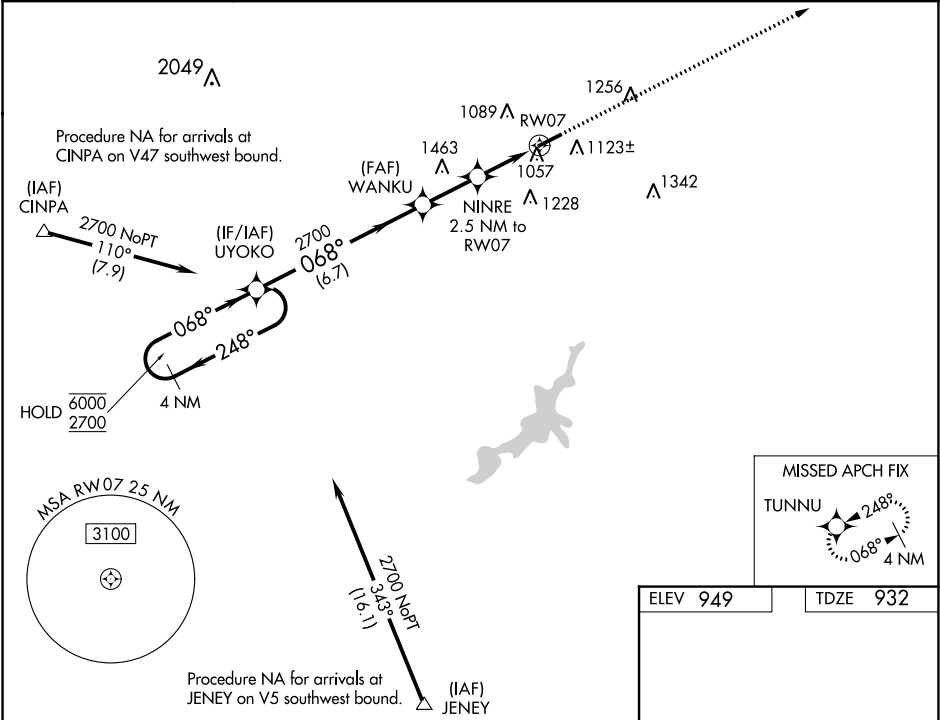 2049
1256
1089
RW07
Procedure NA for arrivals at
CINPA on V47 southwest bound.
1463
1123±
1057
(FAF)
WANKU
(IAF)
CINPA
NINRE
2.5 NM to
RW07
1228
1342
2700 NoPT
110°
(7.9)
(IF/IAF)
UYOKO
2700
068°
(6.7)
068°
248°
HOLD
6000
2700
4 NM
MSA RW07 25 NM
3100
MISSED APCH FIX
TUNNU
248°
068°
4 NM
2700 NoPT
343°
(16.1)
ELEV 949
TDZE 932
Procedure NA for arrivals at
JENEY on V5 southwest bound.
(IAF)
JENEY